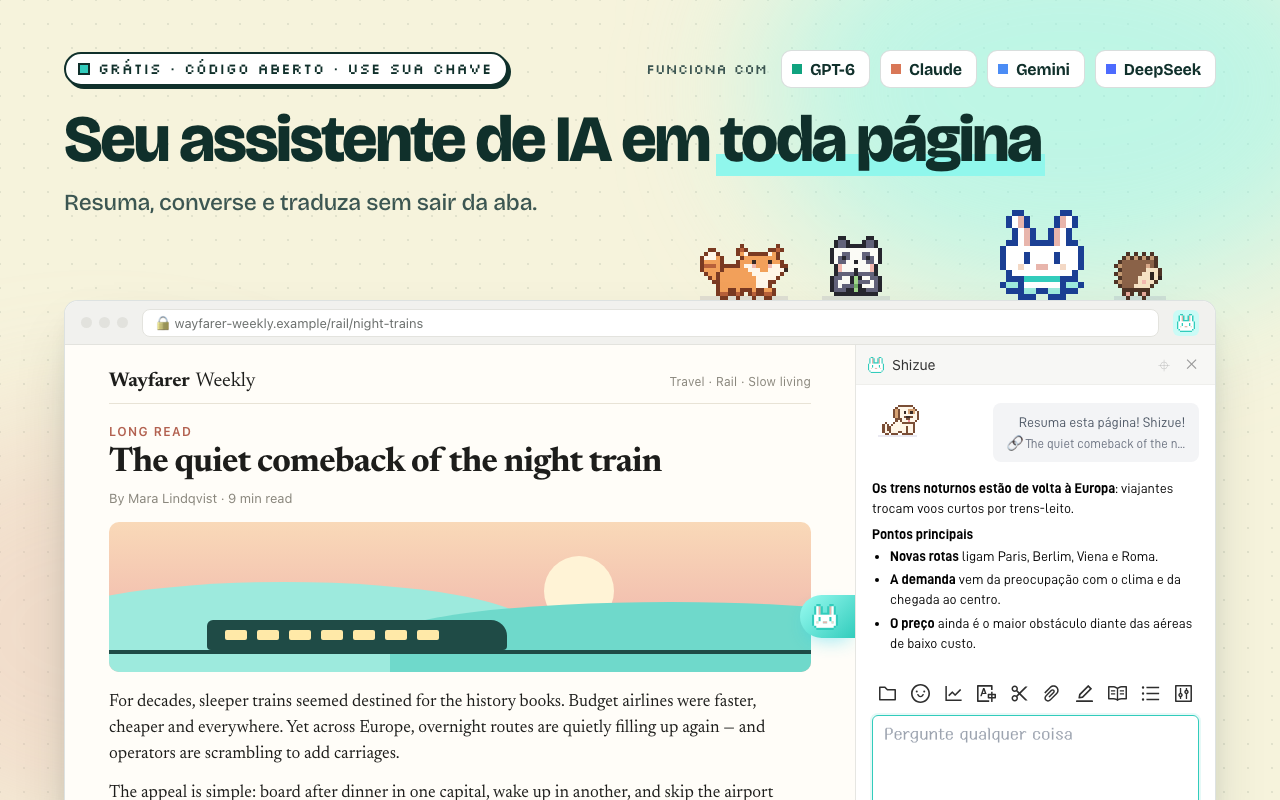 GRÁTIS · CÓDIGO ABERTO · USE SUA CHAVE
FUNCIONA COM
GPT-6
Claude
Gemini
DeepSeek
Seu assistente de IA em toda página
Resuma, converse e traduza sem sair da aba.
wayfarer-weekly.example/rail/night-trains
Wayfarer Weekly
Travel · Rail · Slow living
LONG READ
The quiet comeback of the night train
By Mara Lindqvist · 9 min read
For decades, sleeper trains seemed destined for the history books. Budget airlines were faster,
cheaper and everywhere. Yet across Europe, overnight routes are quietly filling up again — and
operators are scrambling to add carriages.
The appeal is simple: board after dinner in one capital, wake up in another, and skip the airport
Shizue
Resuma esta página! Shizue!
The quiet comeback of the n...
Os trens noturnos estão de volta à Europa: viajantes
trocam voos curtos por trens-leito.
Pontos principais
• Novas rotas ligam Paris, Berlim, Viena e Roma.
• A demanda vem da preocupação com o clima e da
chegada ao centro.
• O preço ainda é o maior obstáculo diante das aéreas
de baixo custo.
Pergunte qualquer coisa